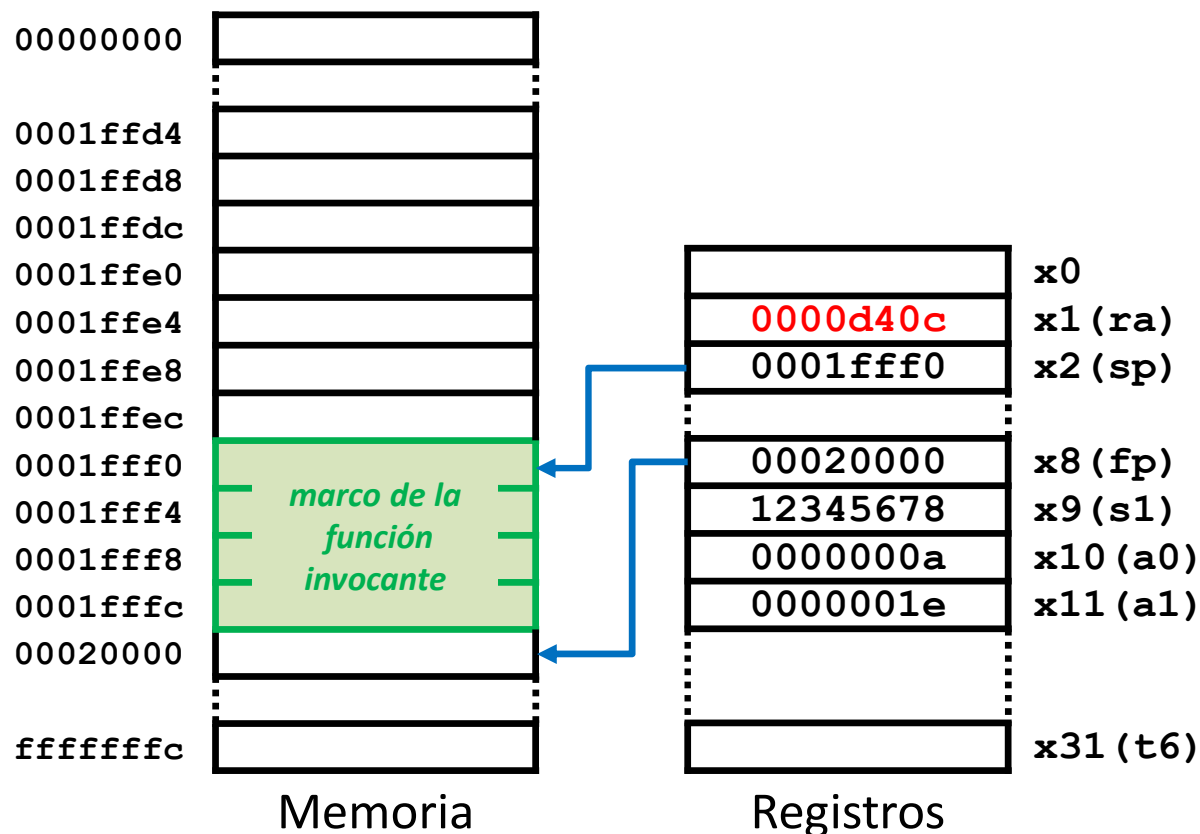 00000000
0001ffd4
0001ffd8
0001ffdc
0001ffe0
0001ffe4
0001ffe8
0001ffec
0001fff0
0001fff4
0001fff8
0001fffc
00020000
fffffffc
marco de la
función
invocante
Memoria
x0
0000d40c x1(ra)
0001fff0 x2(sp)
00020000 x8(fp)
12345678 x9(s1)
0000000a x10(a0)
0000001e x11(a1)
x31(t6)
Registros